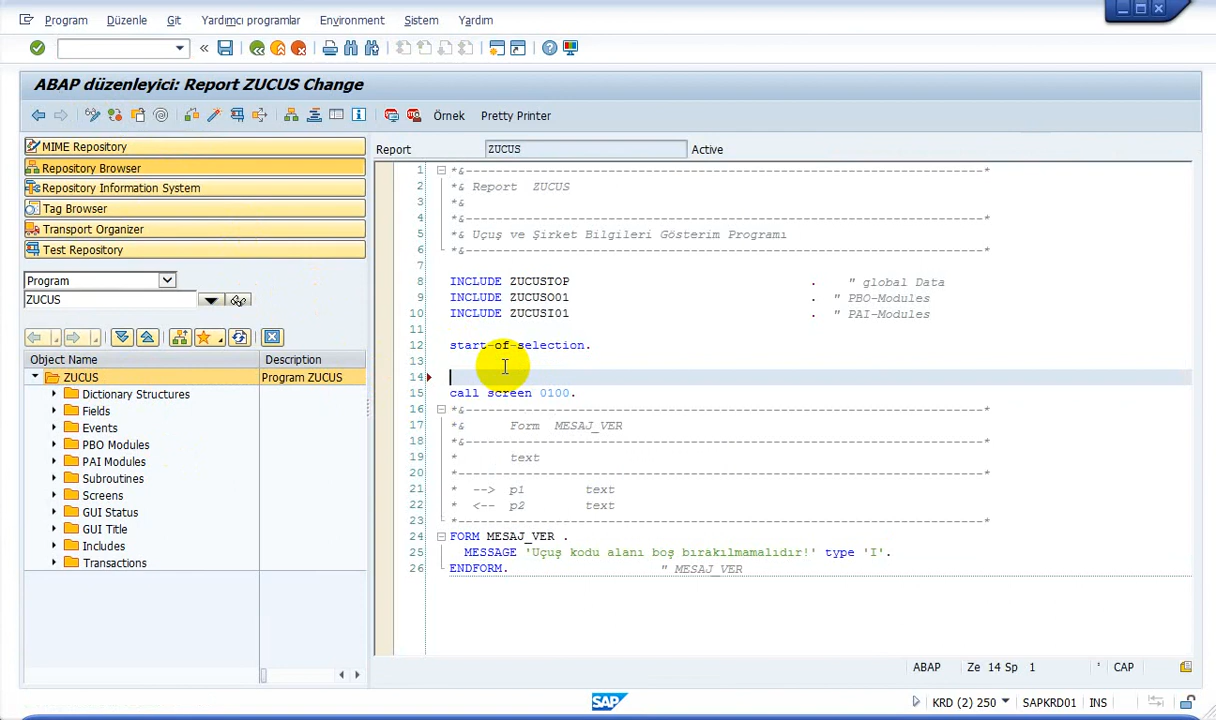 Program Düzenle Git Yardımcı programlar Environment Sistem Yardım
ABAP düzenleyici: Report ZUCUS Change
Örnek Pretty Printer
MIME Repository
Repository Browser
Repository Information System
Tag Browser
Transport Organizer
Test Repository
Program
ZUCUS
Object Name Description
ZUCUS Program ZUCUS
Dictionary Structures
Fields
Events
PBO Modules
PAI Modules
Subroutines
Screens
GUI Status
GUI Title
Includes
Transactions
Report ZUCUS Active
1 *&---------------------------------------------------------------------*
2 *& Report ZUCUS
3 *&
4 *&---------------------------------------------------------------------*
5 *& Uçuş ve Şirket Bilgileri Gösterim Programı
6 *&---------------------------------------------------------------------*
7
8 INCLUDE ZUCUSTOP . " global Data
9 INCLUDE ZUCUSO01 . " PBO-Modules
10 INCLUDE ZUCUSI01 . " PAI-Modules
11
12 start-of-selection.
13
14
15 call screen 0100.
16 *&---------------------------------------------------------------------*
17 *& Form MESAJ_VER
18 *&---------------------------------------------------------------------*
19 * text
20 *----------------------------------------------------------------------*
21 * --> p1 text
22 * <-- p2 text
23 *----------------------------------------------------------------------*
24 FORM MESAJ_VER .
25 MESSAGE 'Uçuş kodu alanı boş bırakılmamalıdır!' type 'I'.
26 ENDFORM. " MESAJ_VER
ABAP Ze 14 Sp 1 CAP
SAP KRD (2) 250 SAPKRD01 INS